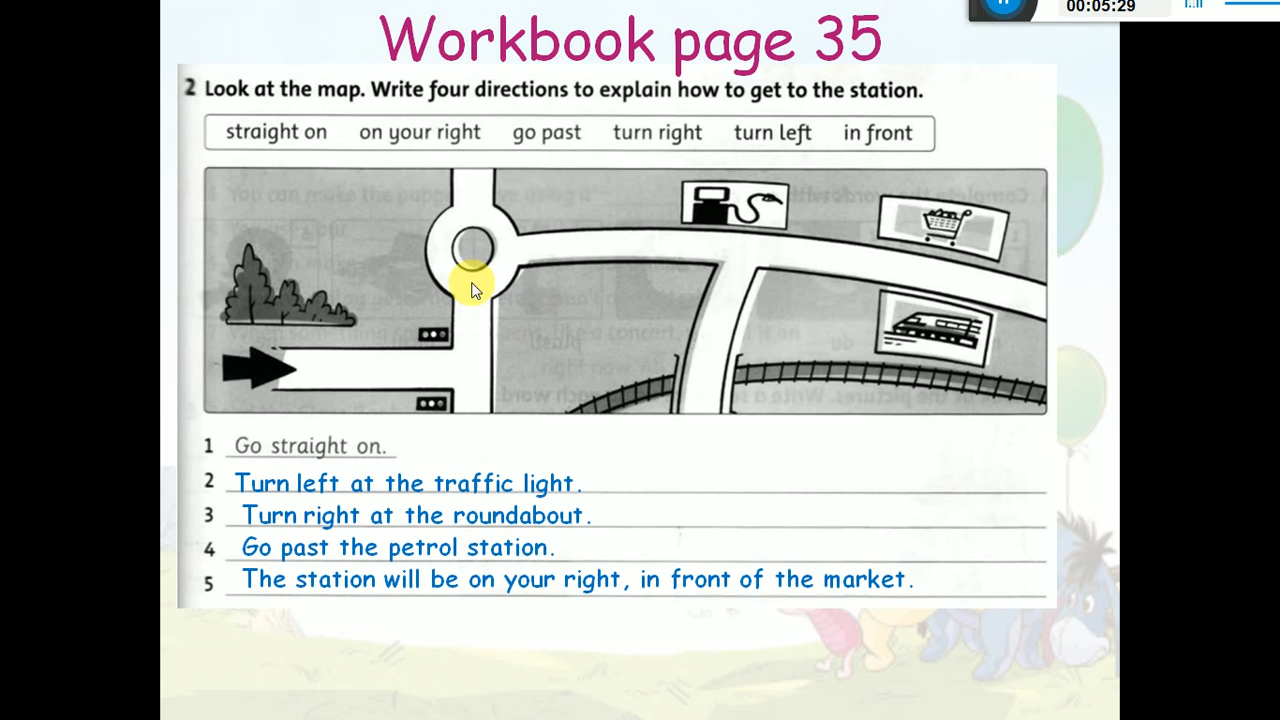 00:05:29
Workbook page 35
2 Look at the map. Write four directions to explain how to get to the station.
straight on on your right go past turn right turn left in front
1 Go straight on.
2 Turn left at the traffic light.
3 Turn right at the roundabout.
4 Go past the petrol station.
5 The station will be on your right, in front of the market.